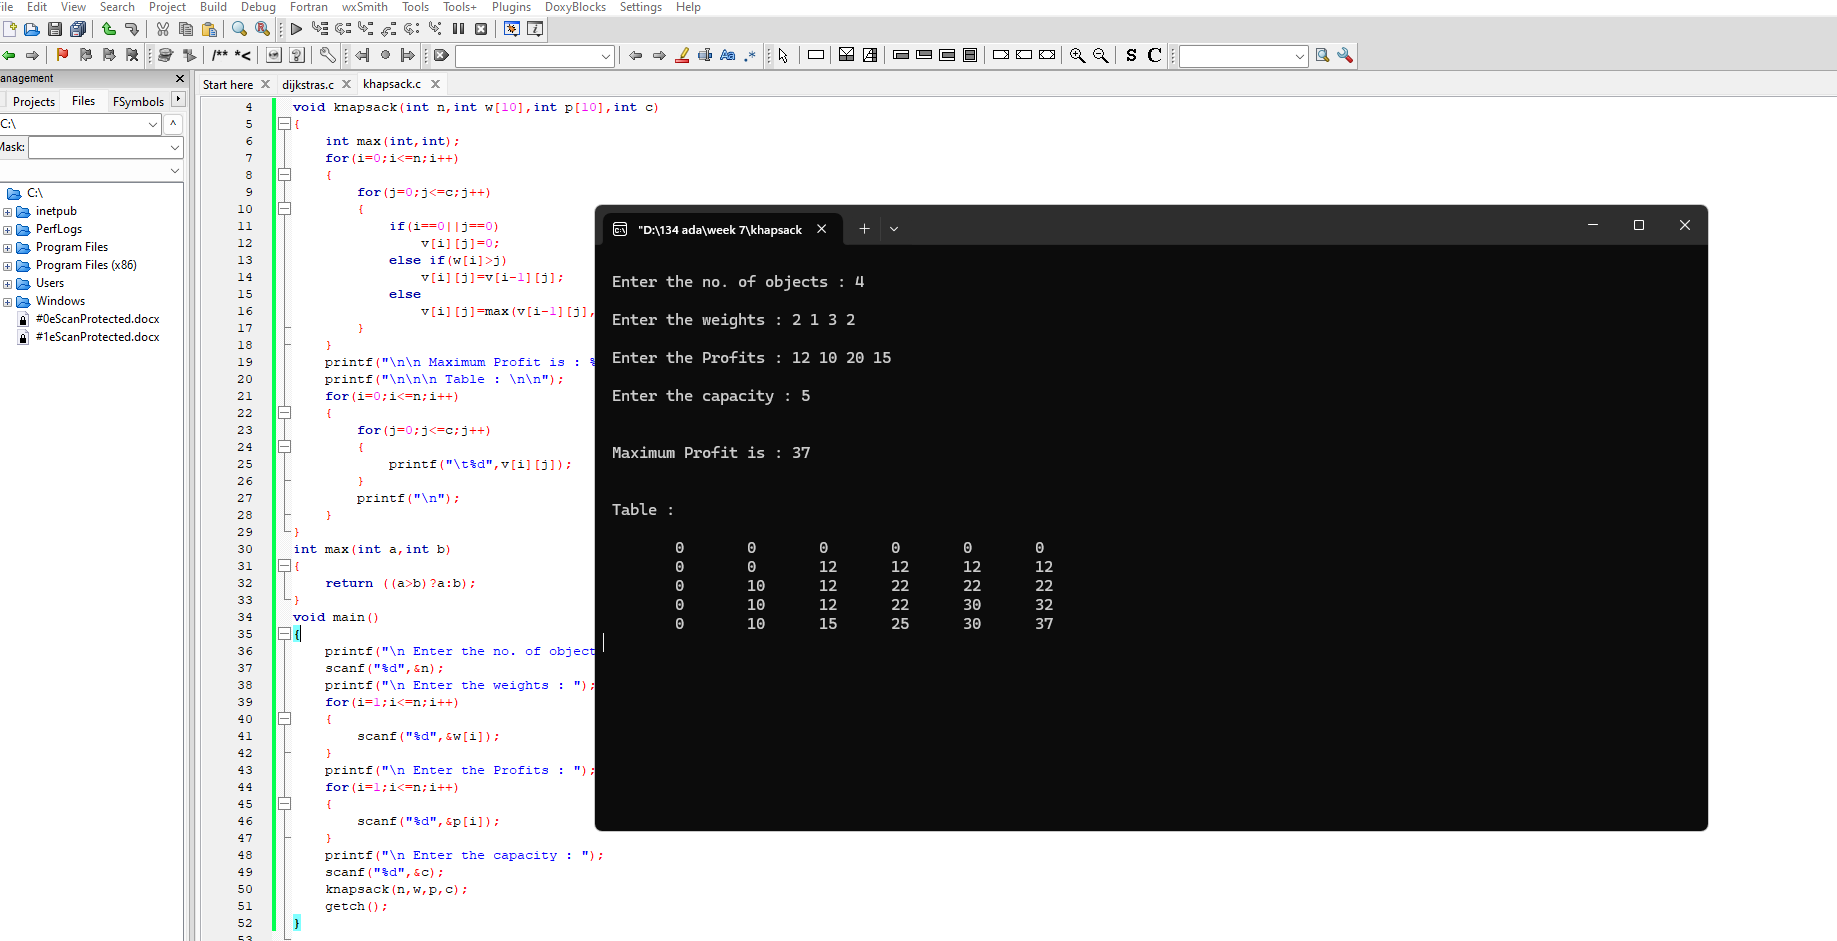 ile Edit View Search Project Build Debug Fortran wxSmith Tools Tools+ Plugins DoxyBlocks Settings Help
/** *< Aa .* S C
anagement
Projects Files FSymbols
C:\
Mask:
C:\
inetpub
PerfLogs
Program Files
Program Files (x86)
Users
Windows
#0eScanProtected.docx
#1eScanProtected.docx
Start here dijkstras.c khapsack.c
4 void knapsack(int n,int w[10],int p[10],int c)
5 {
6 int max(int,int);
7 for(i=0;i<=n;i++)
8 {
9 for(j=0;j<=c;j++)
10 {
11 if(i==0||j==0)
12 v[i][j]=0;
13 else if(w[i]>j)
14 v[i][j]=v[i-1][j];
15 else
16 v[i][j]=max(v[i-1][j],
17 }
18 }
19 printf("\n\n Maximum Profit is : %
20 printf("\n\n\n Table : \n\n");
21 for(i=0;i<=n;i++)
22 {
23 for(j=0;j<=c;j++)
24 {
25 printf("\t%d",v[i][j]);
26 }
27 printf("\n");
28 }
29 }
30 int max(int a,int b)
31 {
32 return ((a>b)?a:b);
33 }
34 void main()
35 {
36 printf("\n Enter the no. of object
37 scanf("%d",&n);
38 printf("\n Enter the weights : ");
39 for(i=1;i<=n;i++)
40 {
41 scanf("%d",&w[i]);
42 }
43 printf("\n Enter the Profits : ");
44 for(i=1;i<=n;i++)
45 {
46 scanf("%d",&p[i]);
47 }
48 printf("\n Enter the capacity : ");
49 scanf("%d",&c);
50 knapsack(n,w,p,c);
51 getch();
52 }
53
"D:\134 ada\week 7\khapsack
Enter the no. of objects : 4
Enter the weights : 2 1 3 2
Enter the Profits : 12 10 20 15
Enter the capacity : 5
Maximum Profit is : 37
Table :
0 0 0 0 0 0
0 0 12 12 12 12
0 10 12 22 22 22
0 10 12 22 30 32
0 10 15 25 30 37